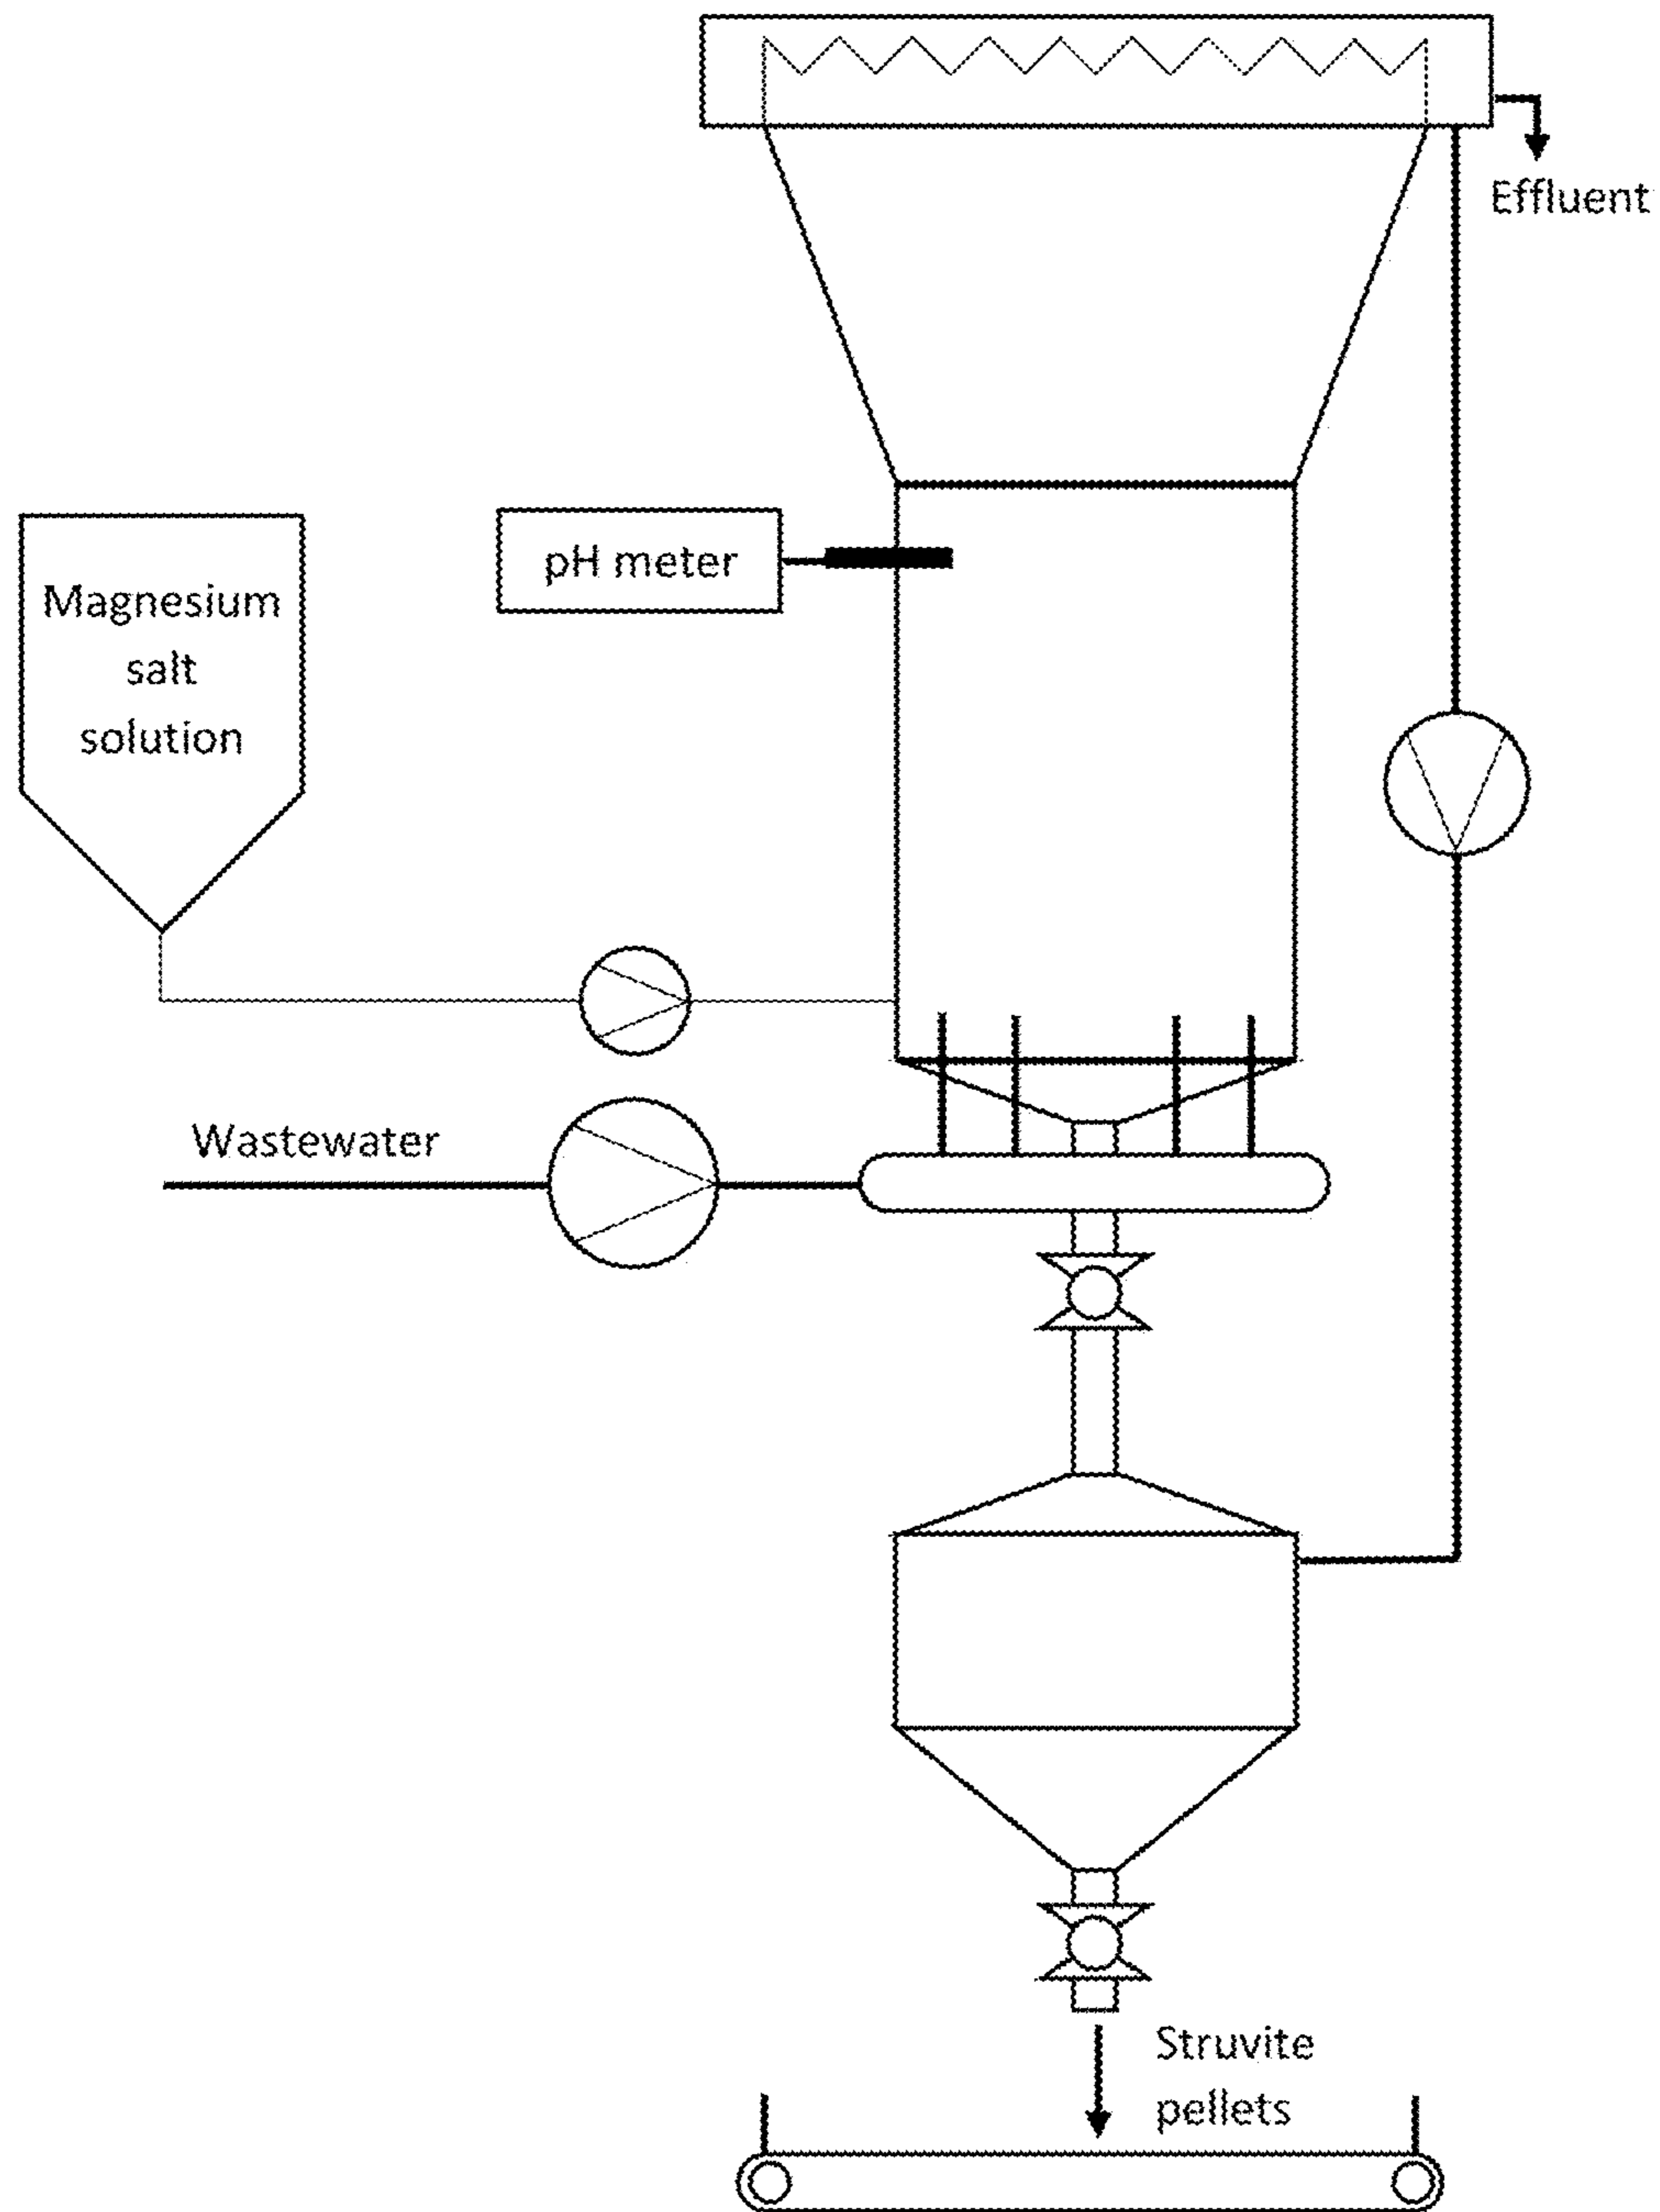 Effluent
pH meter
Magnesium
salt
solution
Wastewater
Struvite
pellets